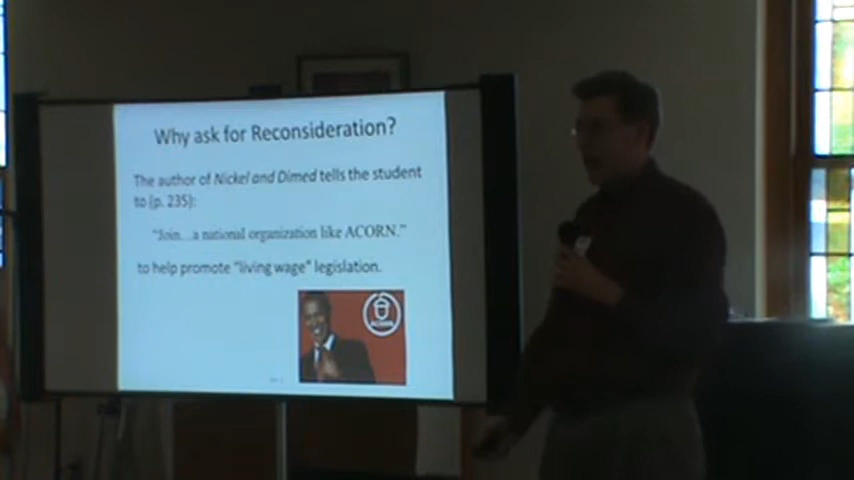 Why ask for Reconsideration?
The author of Nickel and Dimed tells the student
to (p. 235):
"Join...a national organization like ACORN."
to help promote "living wage" legislation.
ACORN